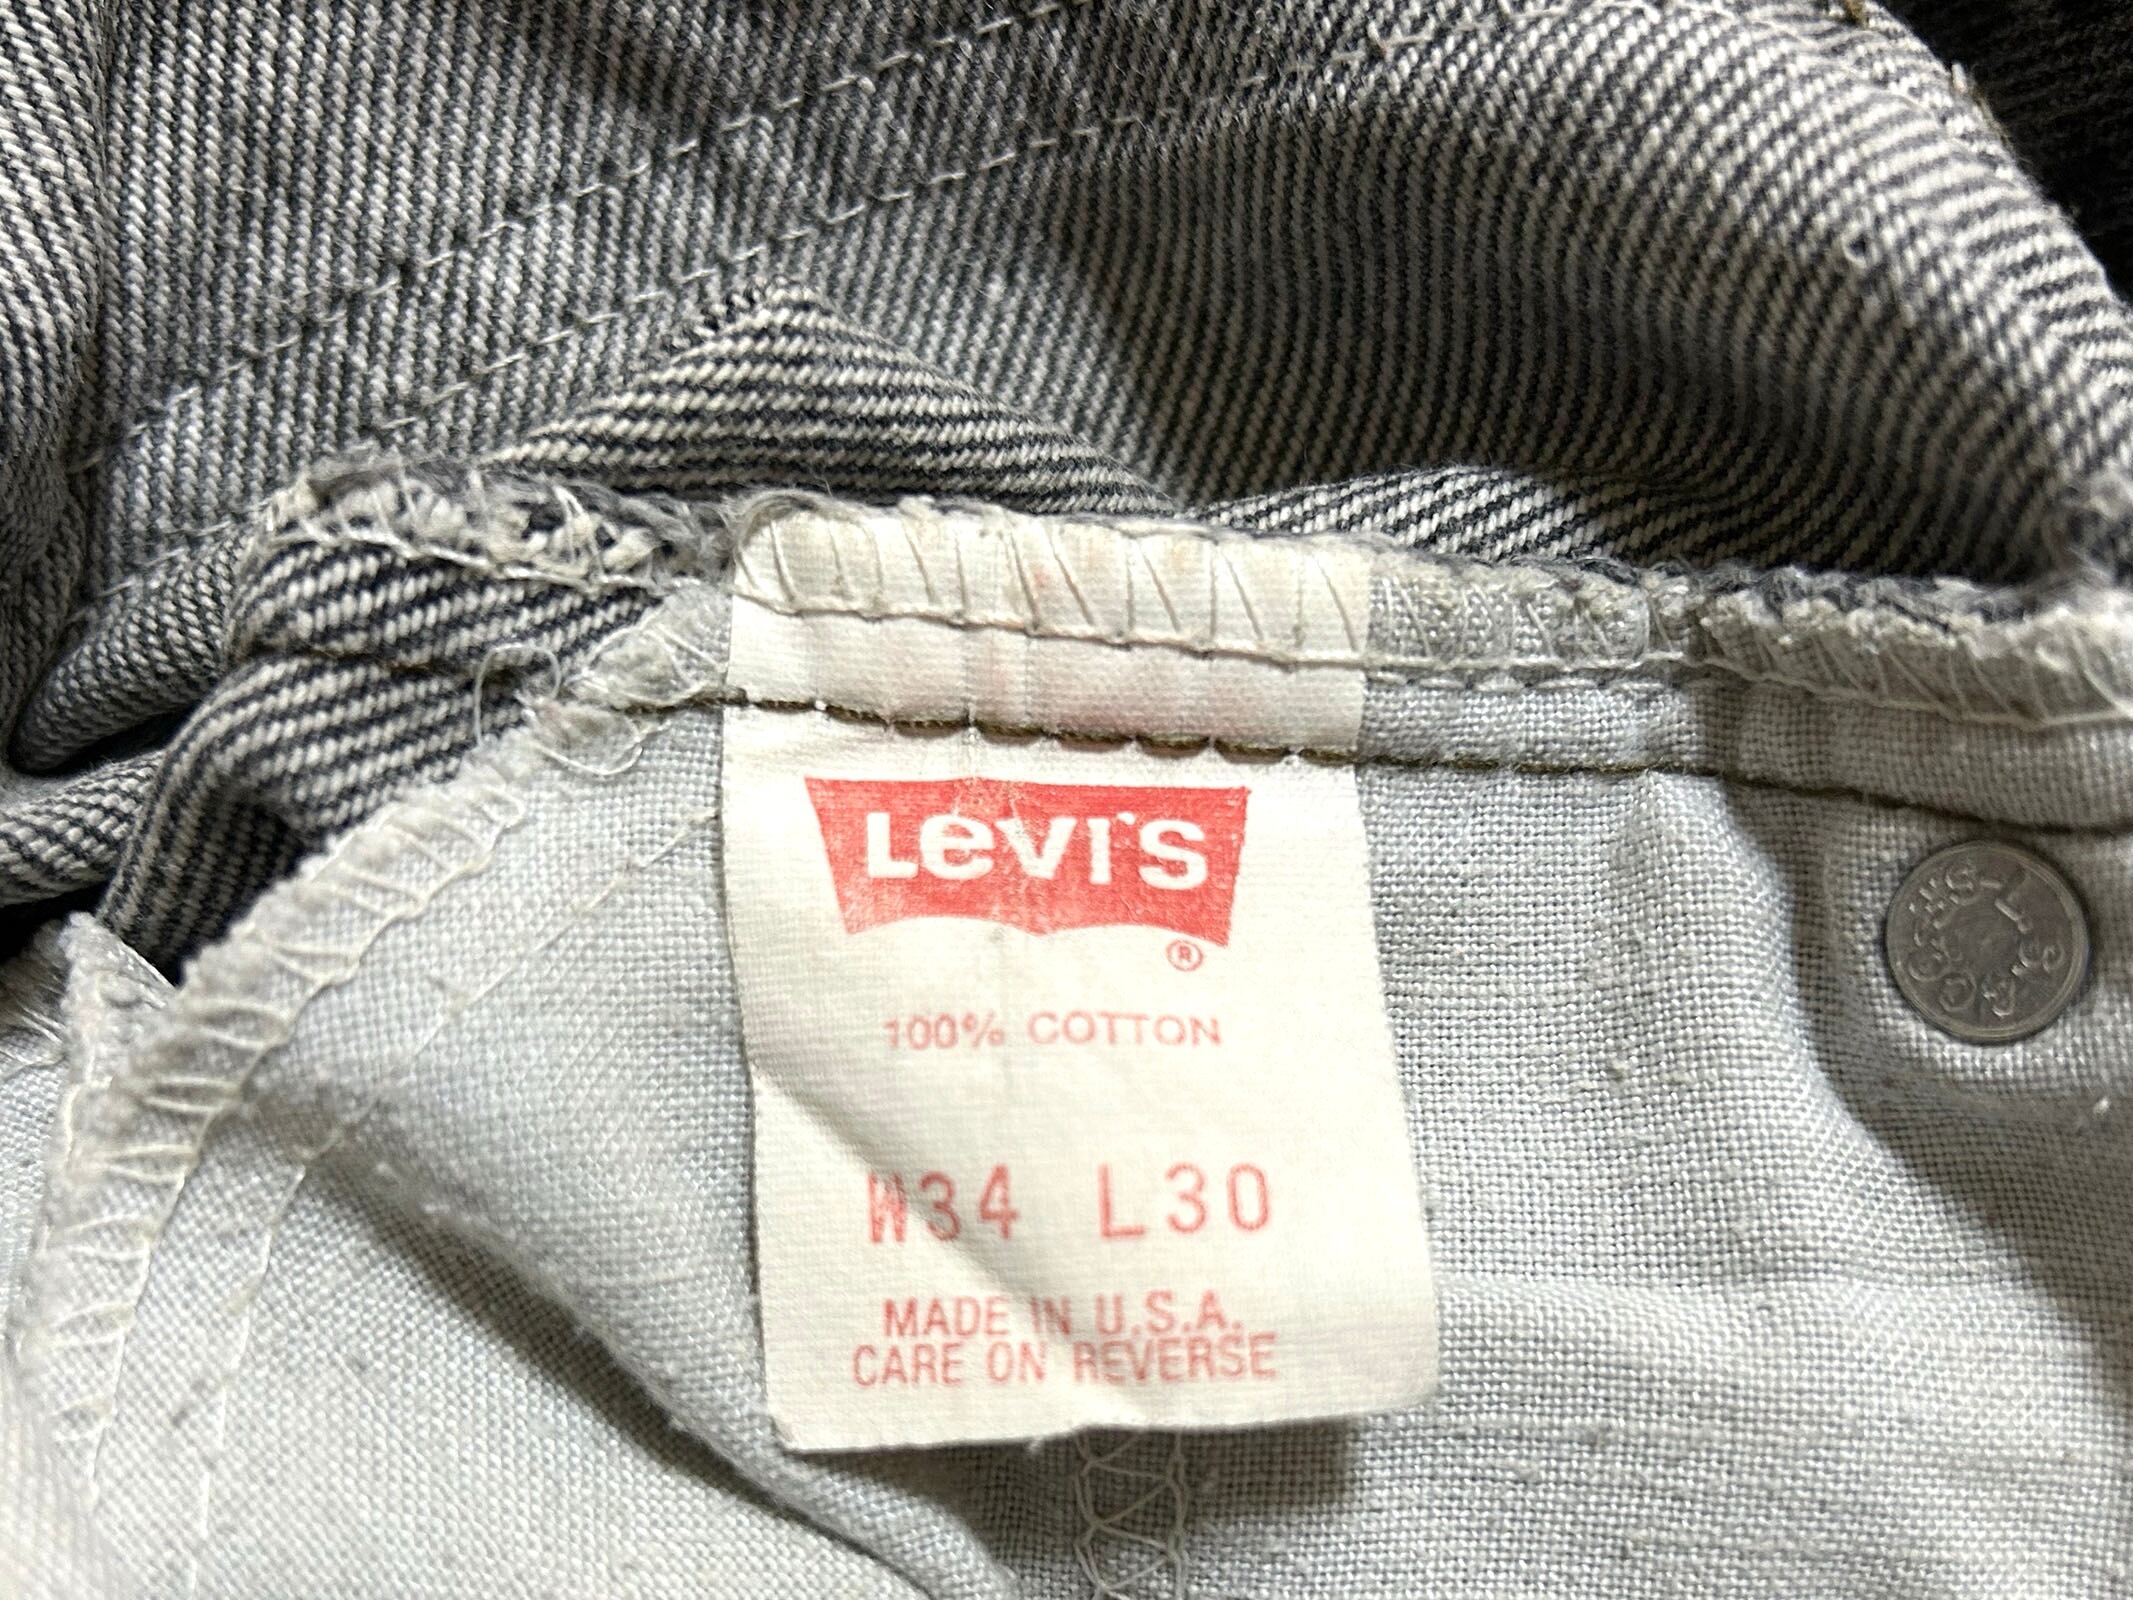 Levi's
®
100% COTTON
W34 L30
MADE IN U.S.A.
CARE ON REVERSE